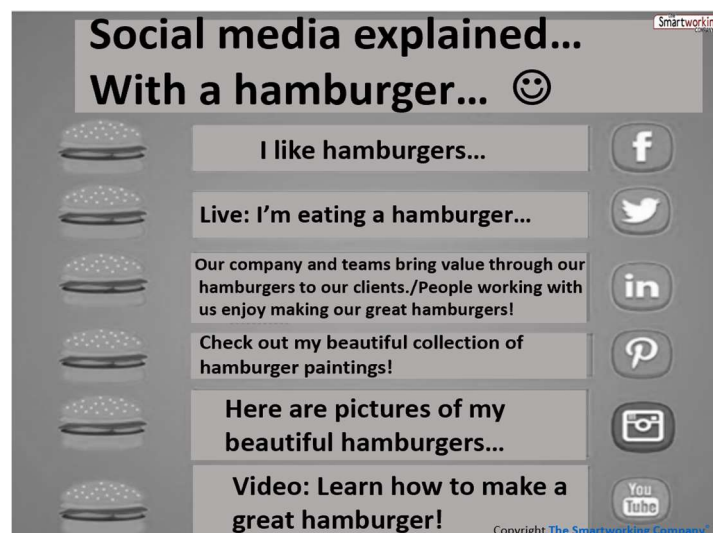 Smartworkin
Social media explained…
With a hamburger… ☺
I like hamburgers…
f
Live: I'm eating a hamburger…
Our company and teams bring value through our
hamburgers to our clients./People working with
us enjoy making our great hamburgers!
in
Check out my beautiful collection of
hamburger paintings!
Here are pictures of my
beautiful hamburgers…
Video: Learn how to make a
great hamburger!
You
Tube
Copyright The Smartworking Company